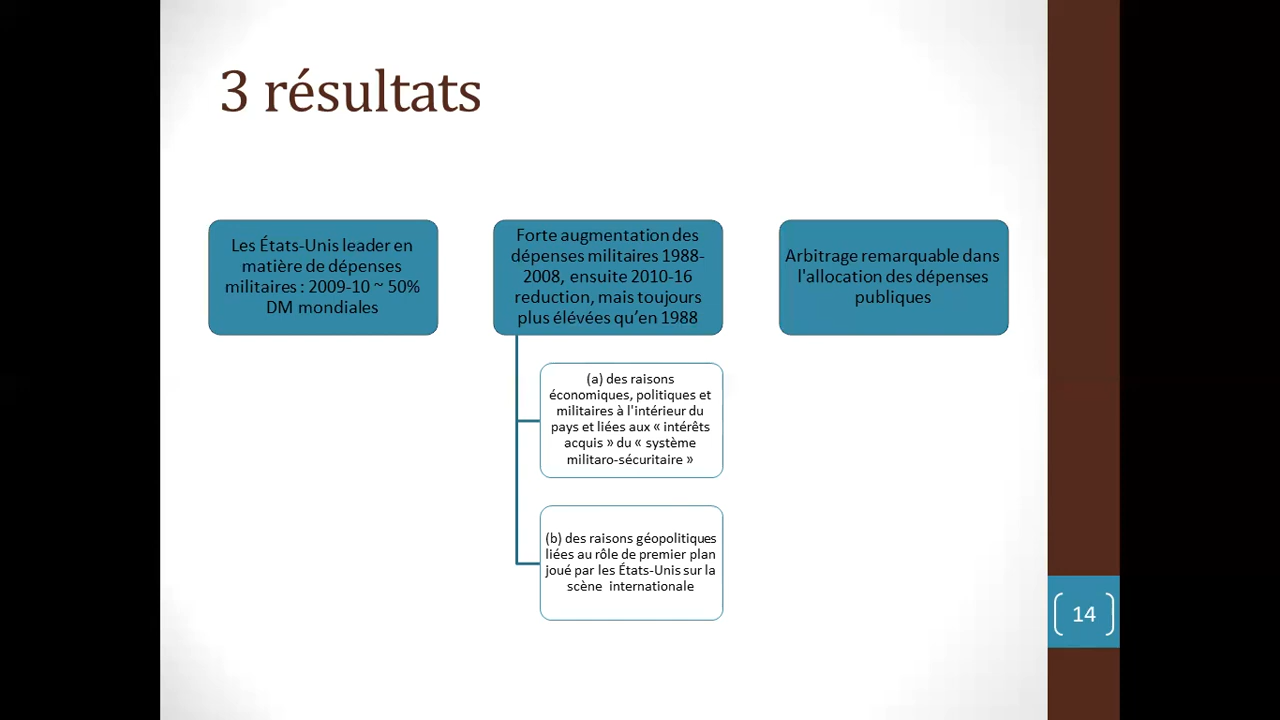 3 résultats
Les États-Unis leader en
matière de dépenses
militaires : 2009-10 ~ 50%
DM mondiales
Forte augmentation des
dépenses militaires 1988-
2008, ensuite 2010-16
reduction, mais toujours
plus élévées qu’en 1988
Arbitrage remarquable dans
l'allocation des dépenses
publiques
(a) des raisons
économiques, politiques et
militaires à l'intérieur du
pays et liées aux « intérêts
acquis » du « système
militaro-sécuritaire »
(b) des raisons géopolitiques
liées au rôle de premier plan
joué par les États-Unis sur la
scène internationale
14